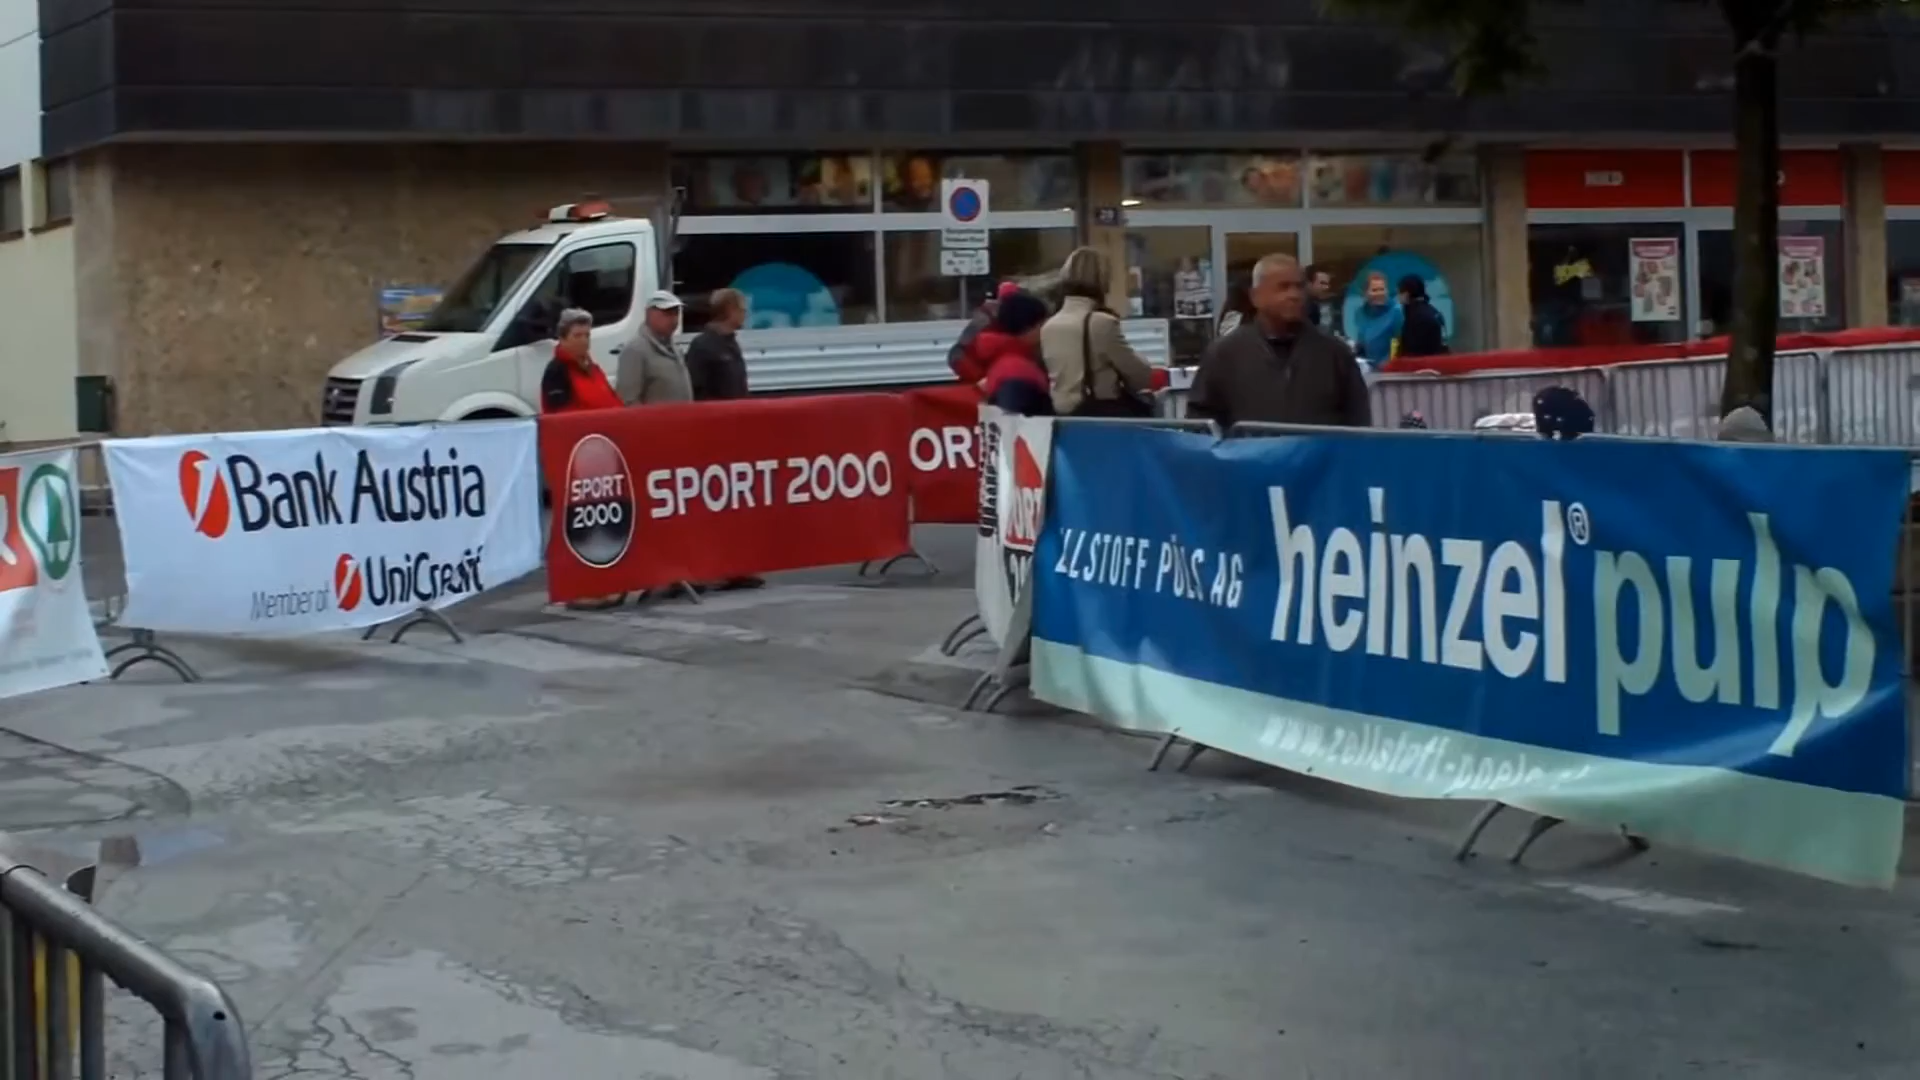 Bank Austria
Member of UniCredit
SPORT 2000
SPORT 2000
ORT
LLSTOFF PÖLS AG
heinzel® pulp
www.zellstoff-poels.at